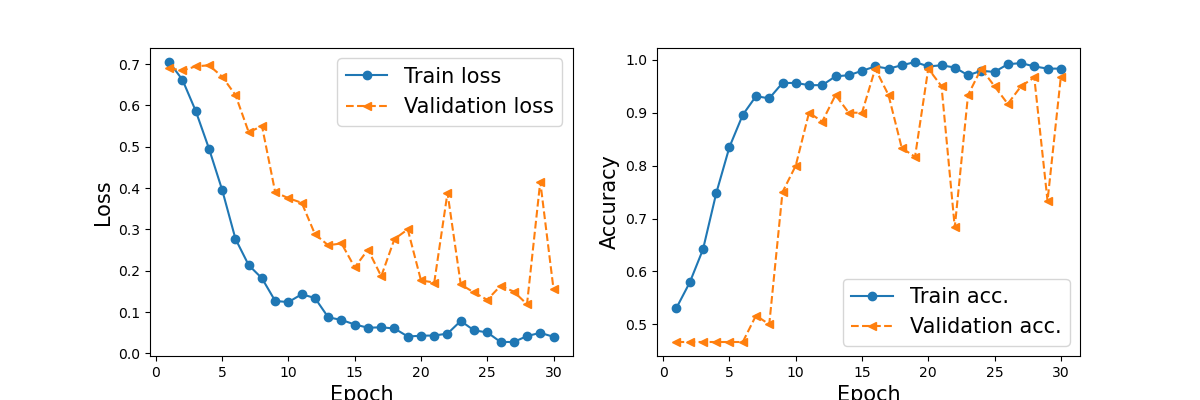 0.7
0.6
0.5
0.4
0.3
0.2
0.1
0.0
Loss
Train loss
Validation loss
0 5 10 15 20 25 30
Epoch
1.0
0.9
0.8
0.7
0.6
0.5
Accuracy
Train acc.
Validation acc.
0 5 10 15 20 25 30
Epoch